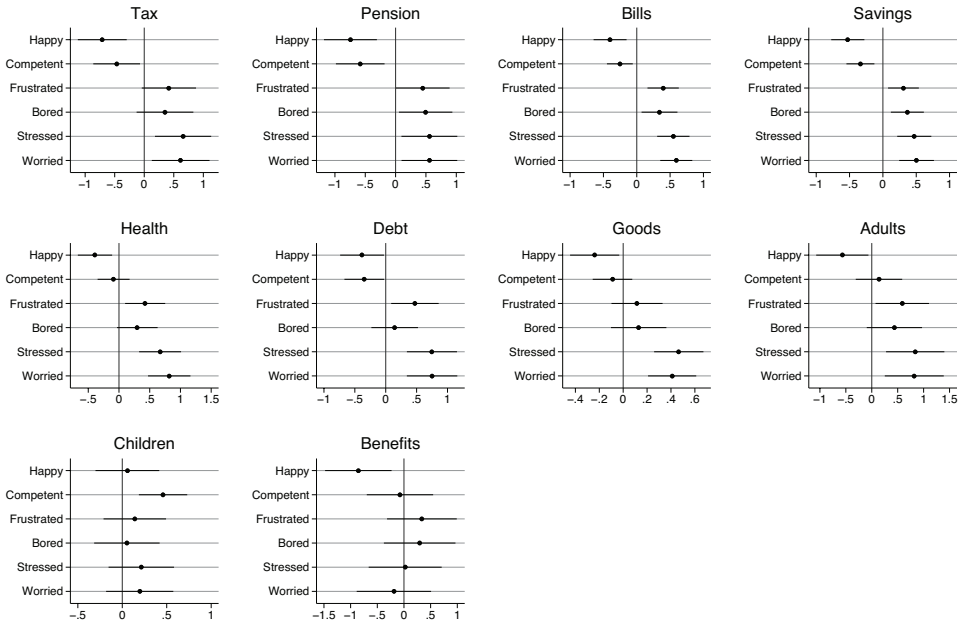 Tax
Happy
Competent
Frustrated
Bored
Stressed
Worried
−1 −.5 0 .5 1
Pension
Happy
Competent
Frustrated
Bored
Stressed
Worried
−1 −.5 0 .5 1
Bills
Happy
Competent
Frustrated
Bored
Stressed
Worried
−1 −.5 0 .5 1
Savings
Happy
Competent
Frustrated
Bored
Stressed
Worried
−1 −.5 0 .5 1
Health
Happy
Competent
Frustrated
Bored
Stressed
Worried
−.5 0 .5 1 1.5
Debt
Happy
Competent
Frustrated
Bored
Stressed
Worried
−1 −.5 0 .5 1
Goods
Happy
Competent
Frustrated
Bored
Stressed
Worried
−.4 −.2 0 .2 .4 .6
Adults
Happy
Competent
Frustrated
Bored
Stressed
Worried
−1 −.5 0 .5 1 1.5
Children
Happy
Competent
Frustrated
Bored
Stressed
Worried
−.5 0 .5 1
Benefits
Happy
Competent
Frustrated
Bored
Stressed
Worried
−1.5 −1 −.5 0 .5 1